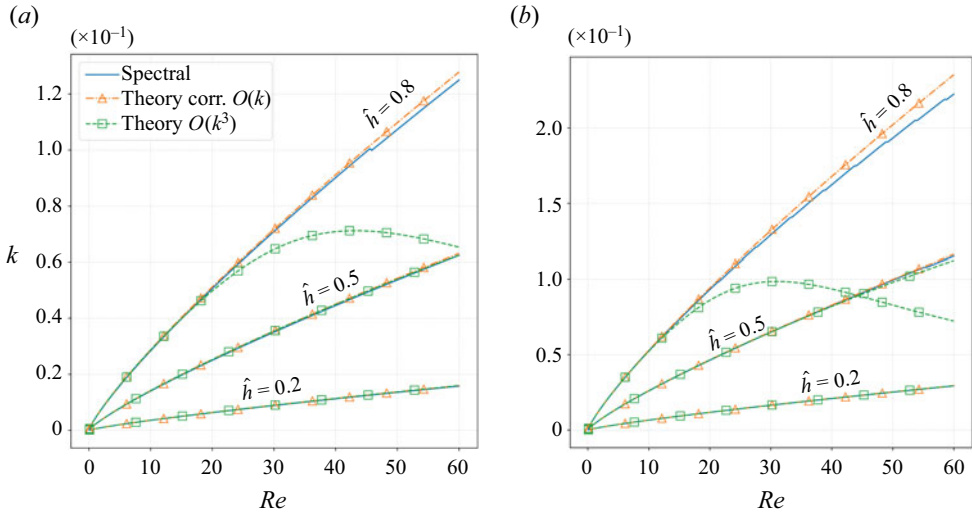 (a)
(×10−1)
Spectral
Theory corr. O(k)
Theory O(k3)
ĥ = 0.8
ĥ = 0.5
ĥ = 0.2
1.2
1.0
0.8
0.6
0.4
0.2
0
k
0 10 20 30 40 50 60
Re
(b)
(×10−1)
ĥ = 0.8
ĥ = 0.5
ĥ = 0.2
2.0
1.5
1.0
0.5
0
0 10 20 30 40 50 60
Re